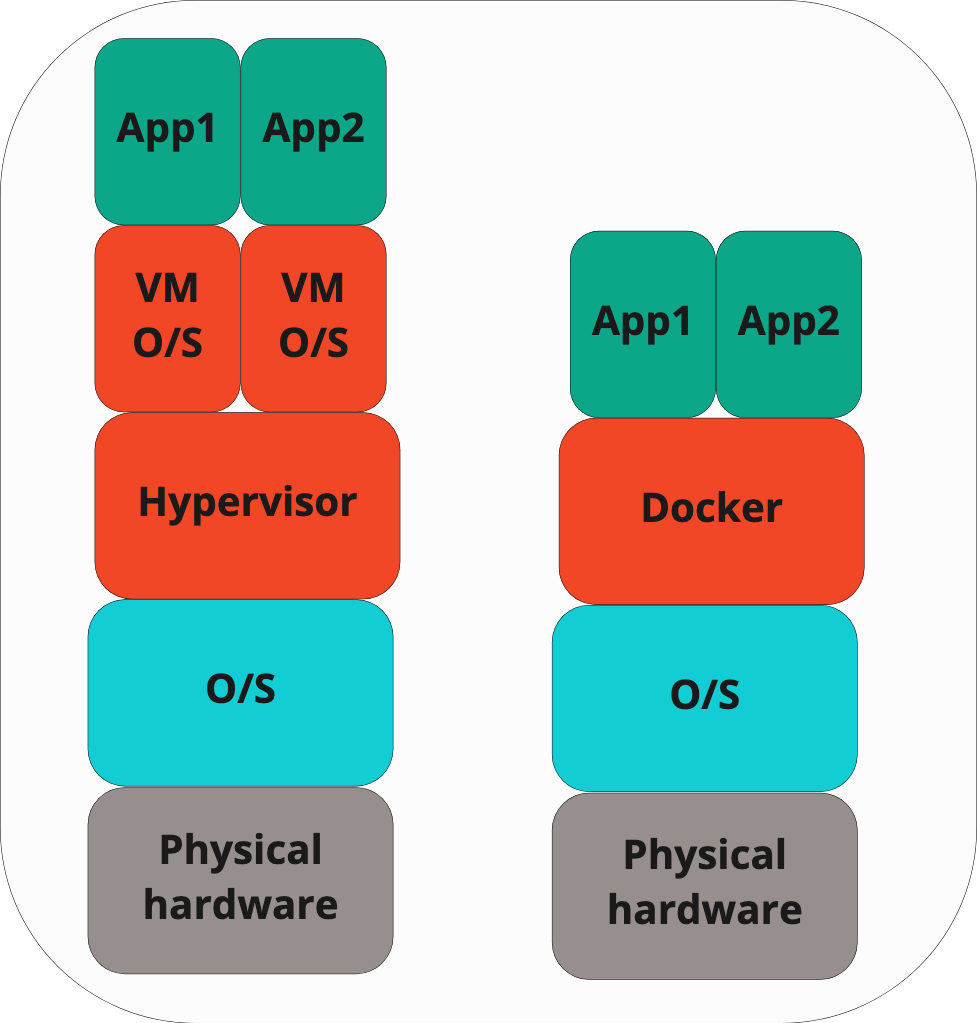 App1
App2
VM
O/S
VM
O/S
Hypervisor
O/S
Physical
hardware
App1
App2
Docker
O/S
Physical
hardware